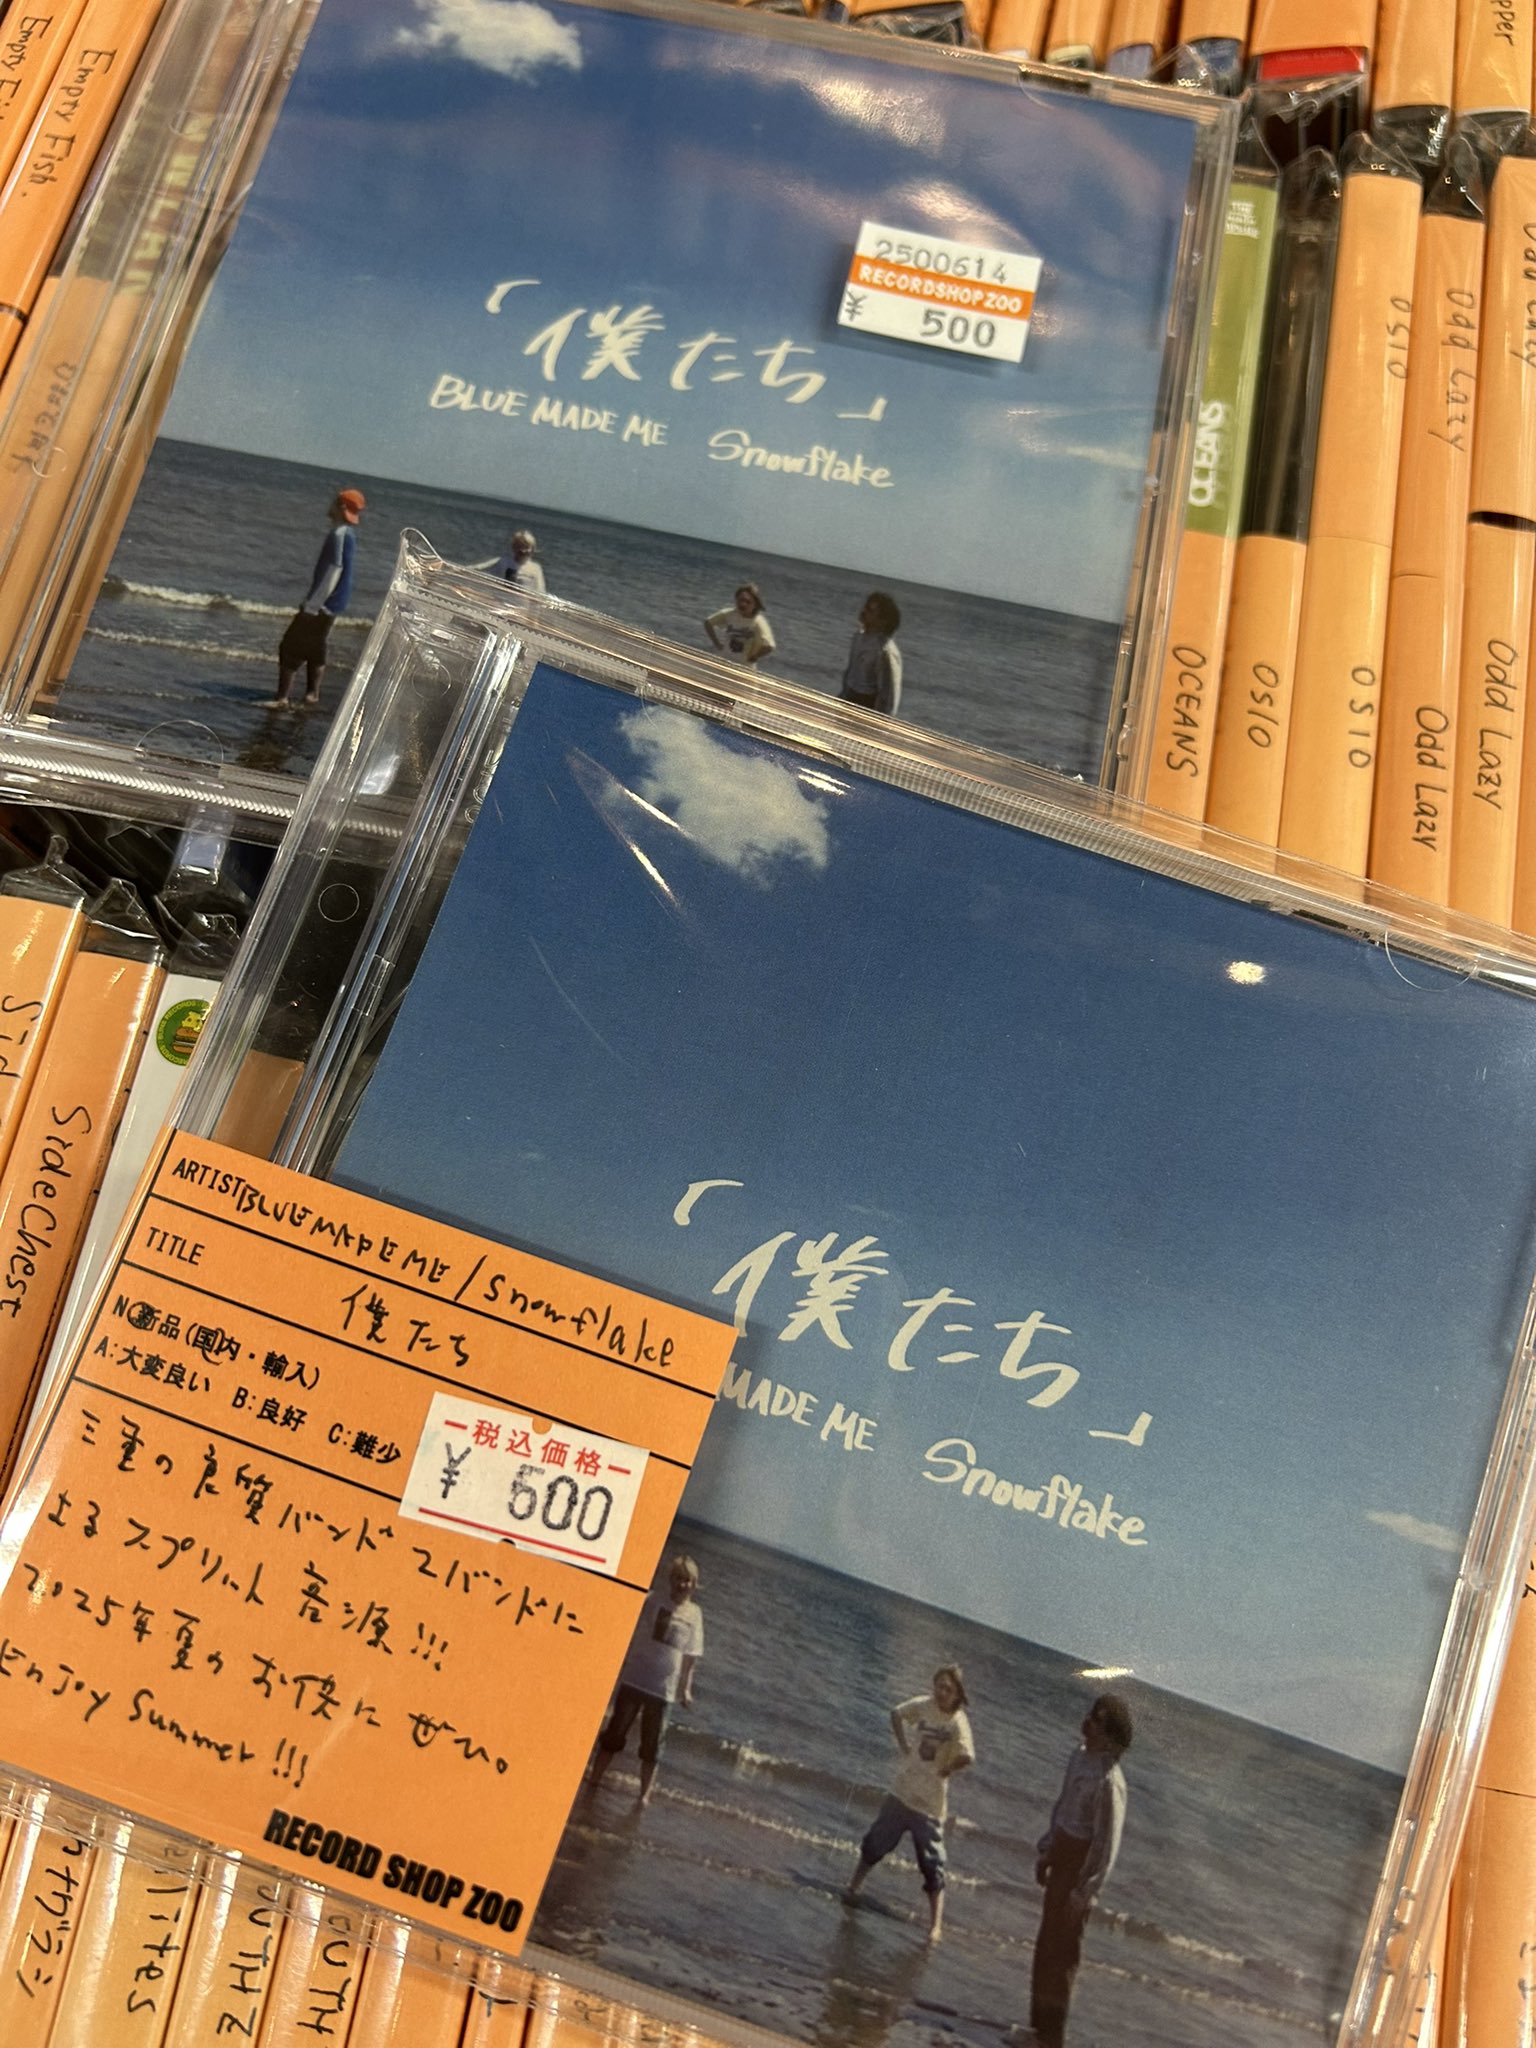 Empty Fish.
2500614
RECORDSHOP ZOO
¥ 500
「僕たち」
BLUE MADE ME Snowflake
OCEANS
OCEANS
Oslo
Oslo
Oslo
Odd Lazy
Odd Lazy
Odd Lazy
SideChest
「僕たち」
MADE ME Snowflake
ARTIST BLUE MADE ME / Snowflake
TITLE 僕たち
N:新品(国内・輸入)
A:大変良い B:良好 C:難少
税込価格
¥ 500
三重の良質バンド2バンドに
よるスプリット音源!!!
2025年夏のお供にぜひ。
Enjoy Summer!!!
RECORD SHOP ZOO